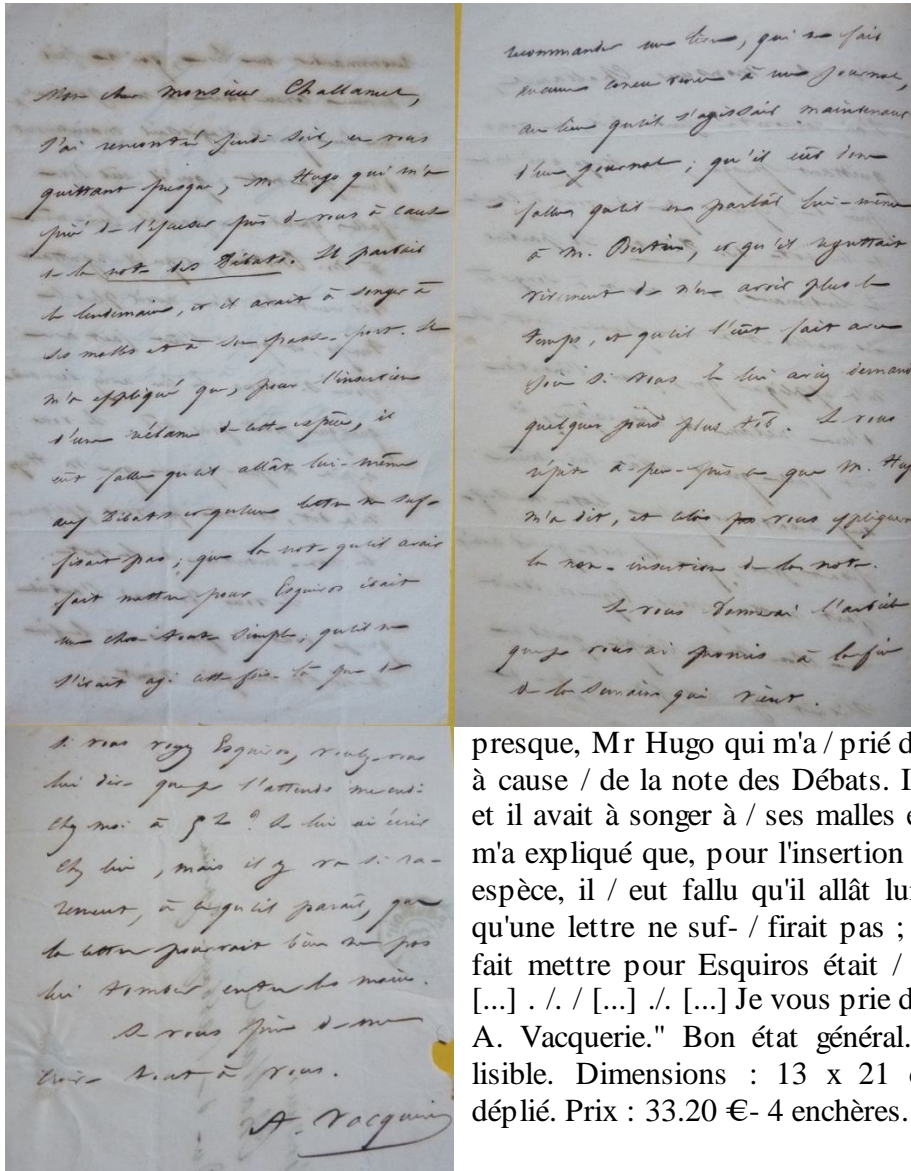 Mon cher Monsieur Challamel,
J'ai rencontré jeudi soir, en vous
quittant presque, Mr Hugo qui m'a
prié de l'excuser près de vous à cause
de la note des Débats. Il partait
le lendemain, et il avait à songer à
ses malles et à son passe-port. Il
m'a expliqué que, pour l'insertion
d'une réclame de cette espèce, il
eut fallu qu'il allât lui-même
aux Débats et qu'une lettre ne suf-
firait pas ; que la note qu'il avait
fait mettre pour Esquiros était
une chose toute simple, qu'il ne
s'était agi cette fois-là que de
recommander un livre, qui ne fait
aucune concurrence à un journal,
au lieu qu'il s'agissait maintenant
d'un journal ; qu'il eût donc
fallu qu'il en parlât lui-même
à M. Bertin, et qu'il regrettait
vivement de n'en avoir plus le
temps, et qu'il l'eût fait avec
joie si vous le lui aviez demandé
quelques jours plus tôt. Je vous
répète à-peu-près ce que M. Hugo
m'a dit, et cela vous expliquera
la non-insertion de la note.
Je vous donnerai l'article
que je vous ai promis à la fin
de la semaine qui vient.
Si vous voyez Esquiros, voulez-vous
lui dire que je l'attends mercredi
chez moi à ? Je lui ai écrit
chez lui, mais il y va si ra-
rement, à ce qu'il paraît, que
la lettre pourrait bien ne pas
lui tomber entre les mains.
Je vous prie de me
croire tout à vous.
A. Vacquerie
presque, Mr Hugo qui m'a / prié d
à cause / de la note des Débats. I
et il avait à songer à / ses malles e
m'a expliqué que, pour l'insertion
espèce, il / eut fallu qu'il allât lu
qu'une lettre ne suf- / firait pas ;
fait mettre pour Esquiros était /
[...] . /. / [...] ./. [...] Je vous prie d
A. Vacquerie." Bon état général.
lisible. Dimensions : 13 x 21
déplié. Prix : 33.20 €- 4 enchères.